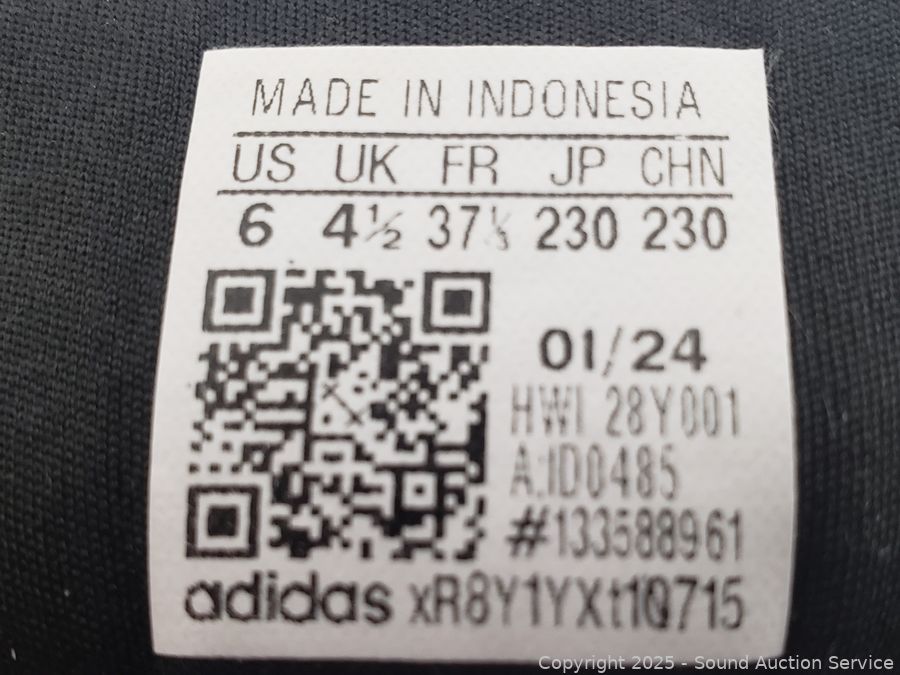 MADE IN INDONESIA
US UK FR JP CHN
6 4½ 37⅓ 230 230
01/24
HWI 28Y001
A:ID0485
#133588961
adidas xR8Y1YXt1Q715
Copyright 2025 - Sound Auction Service